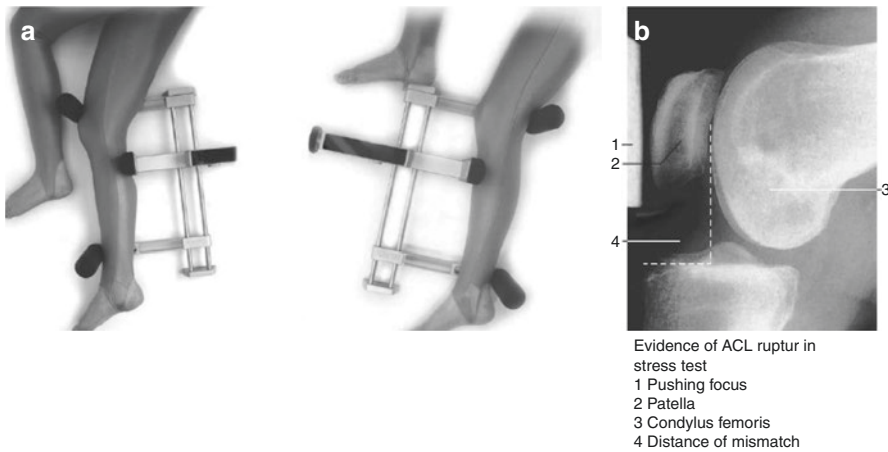 a
b
1
2
3
4
Evidence of ACL ruptur in
stress test
1 Pushing focus
2 Patella
3 Condylus femoris
4 Distance of mismatch